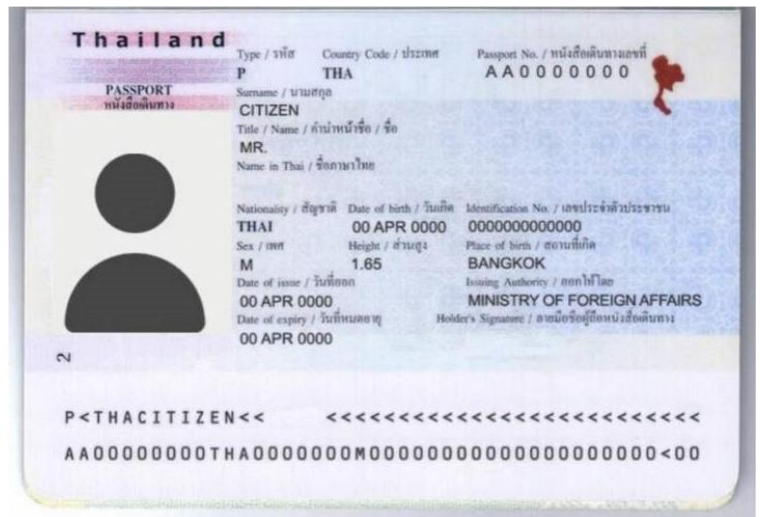 Thailand
PASSPORT
หนังสือเดินทาง
Type / รหัส Country Code / ประเทศ Passport No. / หนังสือเดินทางเลขที่
P THA AA0000000
Surname / นามสกุล
CITIZEN
Title / Name / คำนำหน้าชื่อ / ชื่อ
MR.
Name in Thai / ชื่อภาษาไทย
Nationality / สัญชาติ Date of birth / วันเกิด Identification No. / เลขประจำตัวประชาชน
THAI 00 APR 0000 0000000000000
Sex / เพศ Height / ส่วนสูง Place of birth / สถานที่เกิด
M 1.65 BANGKOK
Date of issue / วันที่ออก Issuing Authority / ออกให้โดย
00 APR 0000 MINISTRY OF FOREIGN AFFAIRS
Date of expiry / วันที่หมดอายุ Holder's Signature / ลายมือชื่อผู้ถือหนังสือเดินทาง
00 APR 0000
2
P<THACITIZEN<< <<<<<<<<<<<<<<<<<<<<<<<<<<
AA00000000THA0000000M0000000000000000000000<00